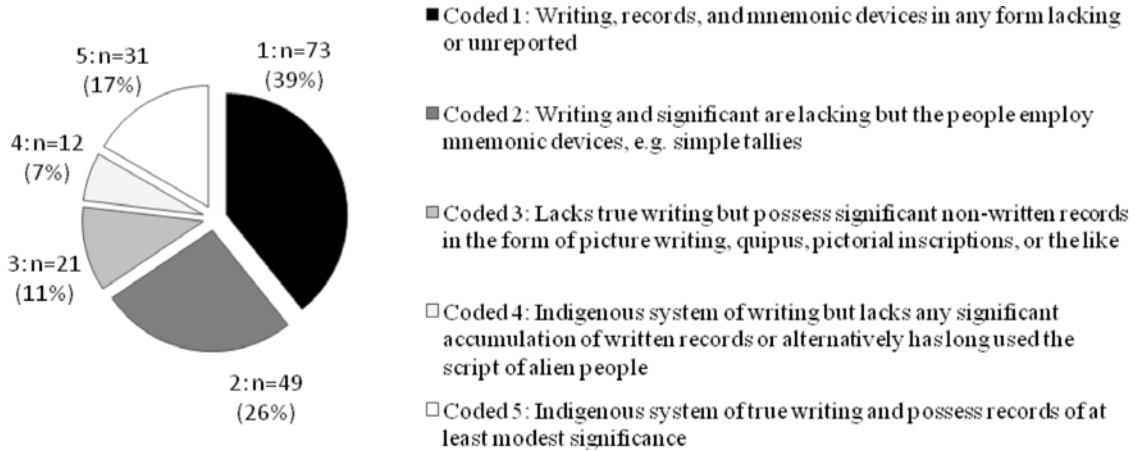 5:n=31
(17%)
1:n=73
(39%)
4:n=12
(7%)
3:n=21
(11%)
2:n=49
(26%)
Coded 1: Writing, records, and mnemonic devices in any form lacking
or unreported
Coded 2: Writing and significant are lacking but the people employ
mnemonic devices, e.g. simple tallies
Coded 3: Lacks true writing but possess significant non-written records
in the form of picture writing, quipus, pictorial inscriptions, or the like
Coded 4: Indigenous system of writing but lacks any significant
accumulation of written records or alternatively has long used the
script of alien people
Coded 5: Indigenous system of true writing and possess records of at
least modest significance